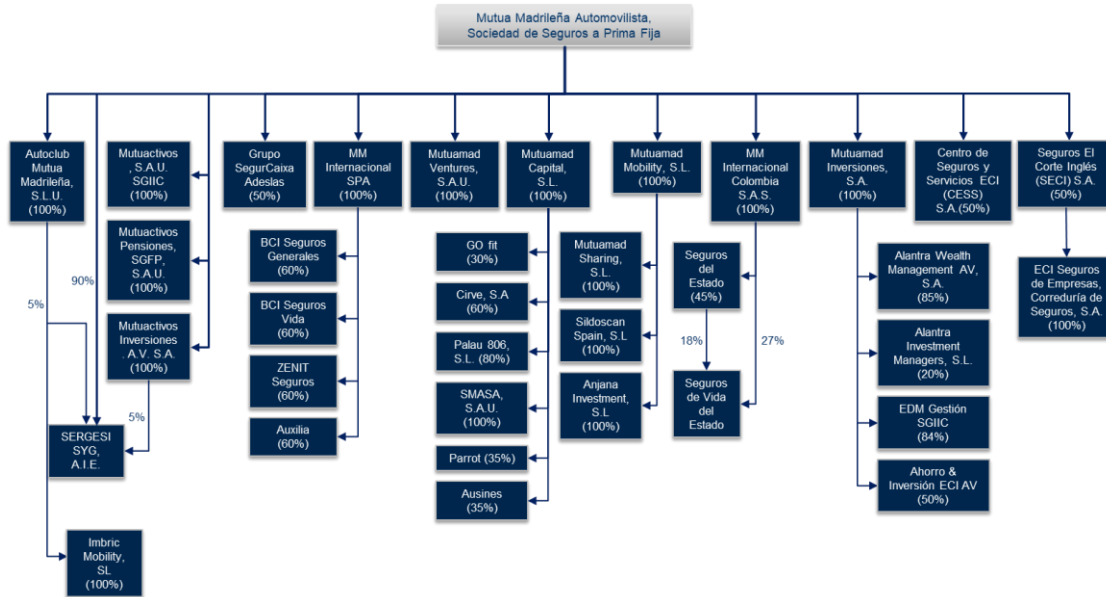 Mutua Madrileña Automovilista,
Sociedad de Seguros a Prima Fija
Autoclub
Mutua
Madrileña,
S.L.U.
(100%)
Mutuactivos
, S.A.U.
SGIIC
(100%)
Mutuactivos
Pensiones,
SGFP,
S.A.U.
(100%)
Mutuactivos
Inversiones
. A.V. S.A.
(100%)
90%
5%
5%
SERGESI
SYG,
A.I.E.
Imbric
Mobility,
SL
(100%)
Grupo
SegurCaixa
Adeslas
(50%)
MM
Internacional
SPA
(100%)
BCI Seguros
Generales
(60%)
BCI Seguros
Vida
(60%)
ZENIT
Seguros
(60%)
Auxilia
(60%)
Mutuamad
Ventures,
S.A.U.
(100%)
Mutuamad
Capital,
S.L.
(100%)
GO fit
(30%)
Cirve, S.A
(60%)
Palau 806,
S.L. (80%)
SMASA,
S.A.U.
(100%)
Parrot (35%)
Ausines
(35%)
Mutuamad
Mobility, S.L.
(100%)
Mutuamad
Sharing,
S.L.
(100%)
Sildoscan
Spain, S.L
(100%)
Anjana
Investment,
S.L
(100%)
MM
Internacional
Colombia
S.A.S.
(100%)
Seguros
del
Estado
(45%)
18%
27%
Seguros
de Vida
del
Estado
Mutuamad
Inversiones,
S.A.
(100%)
Alantra Wealth
Management AV,
S.A.
(85%)
Alantra
Investment
Managers, S.L.
(20%)
EDM Gestión
SGIIC
(84%)
Ahorro &
Inversión ECI AV
(50%)
Centro de
Seguros y
Servicios ECI
(CESS)
S.A.(50%)
Seguros El
Corte Inglés
(SECI) S.A.
(50%)
ECI Seguros
de Empresas,
Correduría de
Seguros, S.A.
(100%)